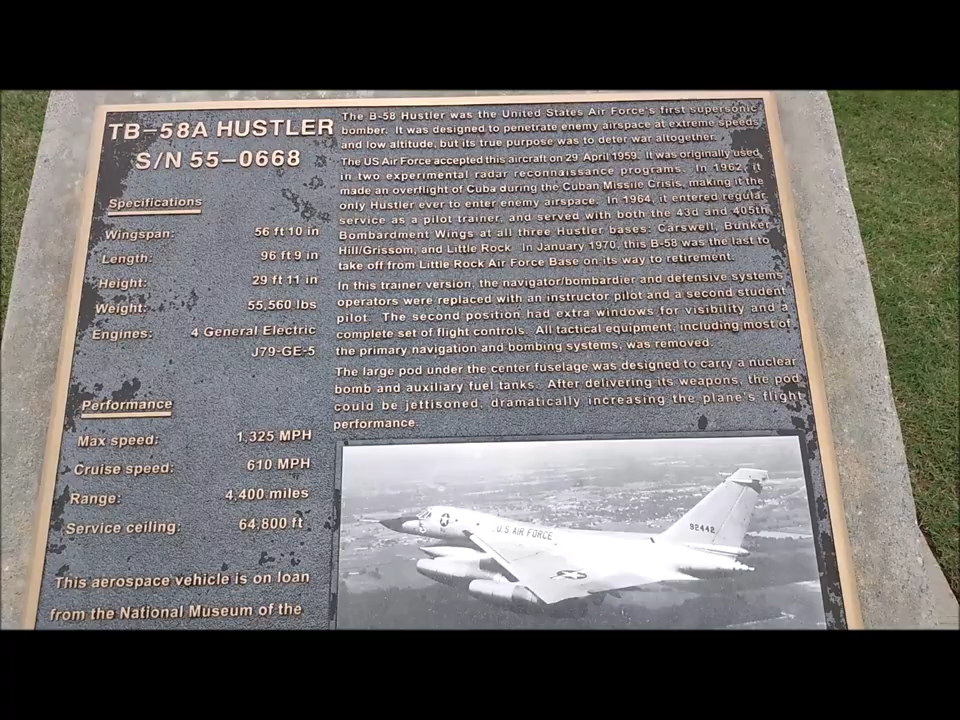 TB-58A HUSTLER
S/N 55-0668
Specifications
Wingspan: 56 ft 10 in
Length: 96 ft 9 in
Height: 29 ft 11 in
Weight: 55,560 lbs
Engines: 4 General Electric
J79-GE-5
Performance
Max speed: 1,325 MPH
Cruise speed: 610 MPH
Range: 4,400 miles
Service ceiling: 64,800 ft
This aerospace vehicle is on loan
from the National Museum of the
The B-58 Hustler was the United States Air Force's first supersonic
bomber. It was designed to penetrate enemy airspace at extreme speeds
and low altitude, but its true purpose was to deter war altogether.
The US Air Force accepted this aircraft on 29 April 1959. It was originally used
in two experimental radar reconnaissance programs. In 1962, it
made an overflight of Cuba during the Cuban Missile Crisis, making it the
only Hustler ever to enter enemy airspace. In 1964, it entered regular
service as a pilot trainer, and served with both the 43d and 405th
Bombardment Wings at all three Hustler bases: Carswell, Bunker
Hill/Grissom, and Little Rock. In January 1970, this B-58 was the last to
take off from Little Rock Air Force Base on its way to retirement.
In this trainer version, the navigator/bombardier and defensive systems
operators were replaced with an instructor pilot and a second student
pilot. The second position had extra windows for visibility and a
complete set of flight controls. All tactical equipment, including most of
the primary navigation and bombing systems, was removed.
The large pod under the center fuselage was designed to carry a nuclear
bomb and auxiliary fuel tanks. After delivering its weapons, the pod
could be jettisoned, dramatically increasing the plane's flight
performance.
U.S. AIR FORCE
92442